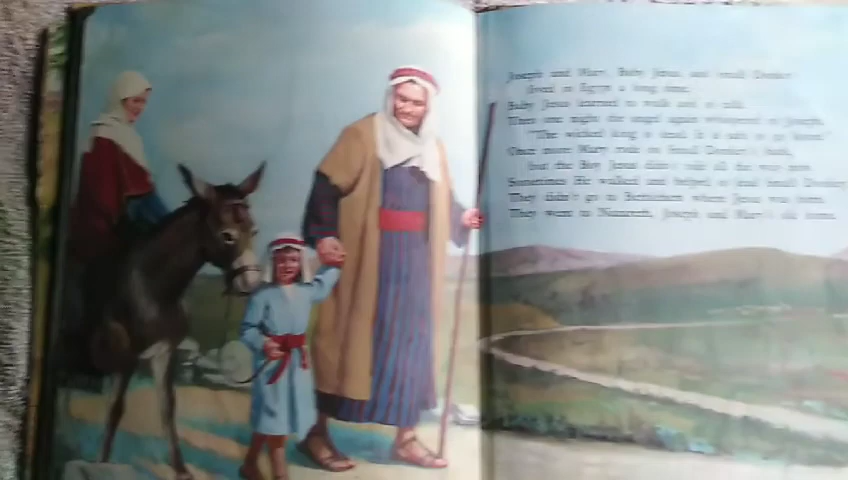 Joseph and Mary, Baby Jesus and Small Donkey
lived in Egypt a long time.
Baby Jesus learned to walk and to talk.
Then one night the angel again whispered to Joseph,
"The wicked king is dead. It is safe to go home."
Once more Mary rode on Small Donkey's back,
but the Boy Jesus didn't ride all the way now.
Sometimes He walked and helped to lead Small Donkey.
They didn't go to Bethlehem where Jesus was born.
They went to Nazareth, Joseph and Mary's old home.